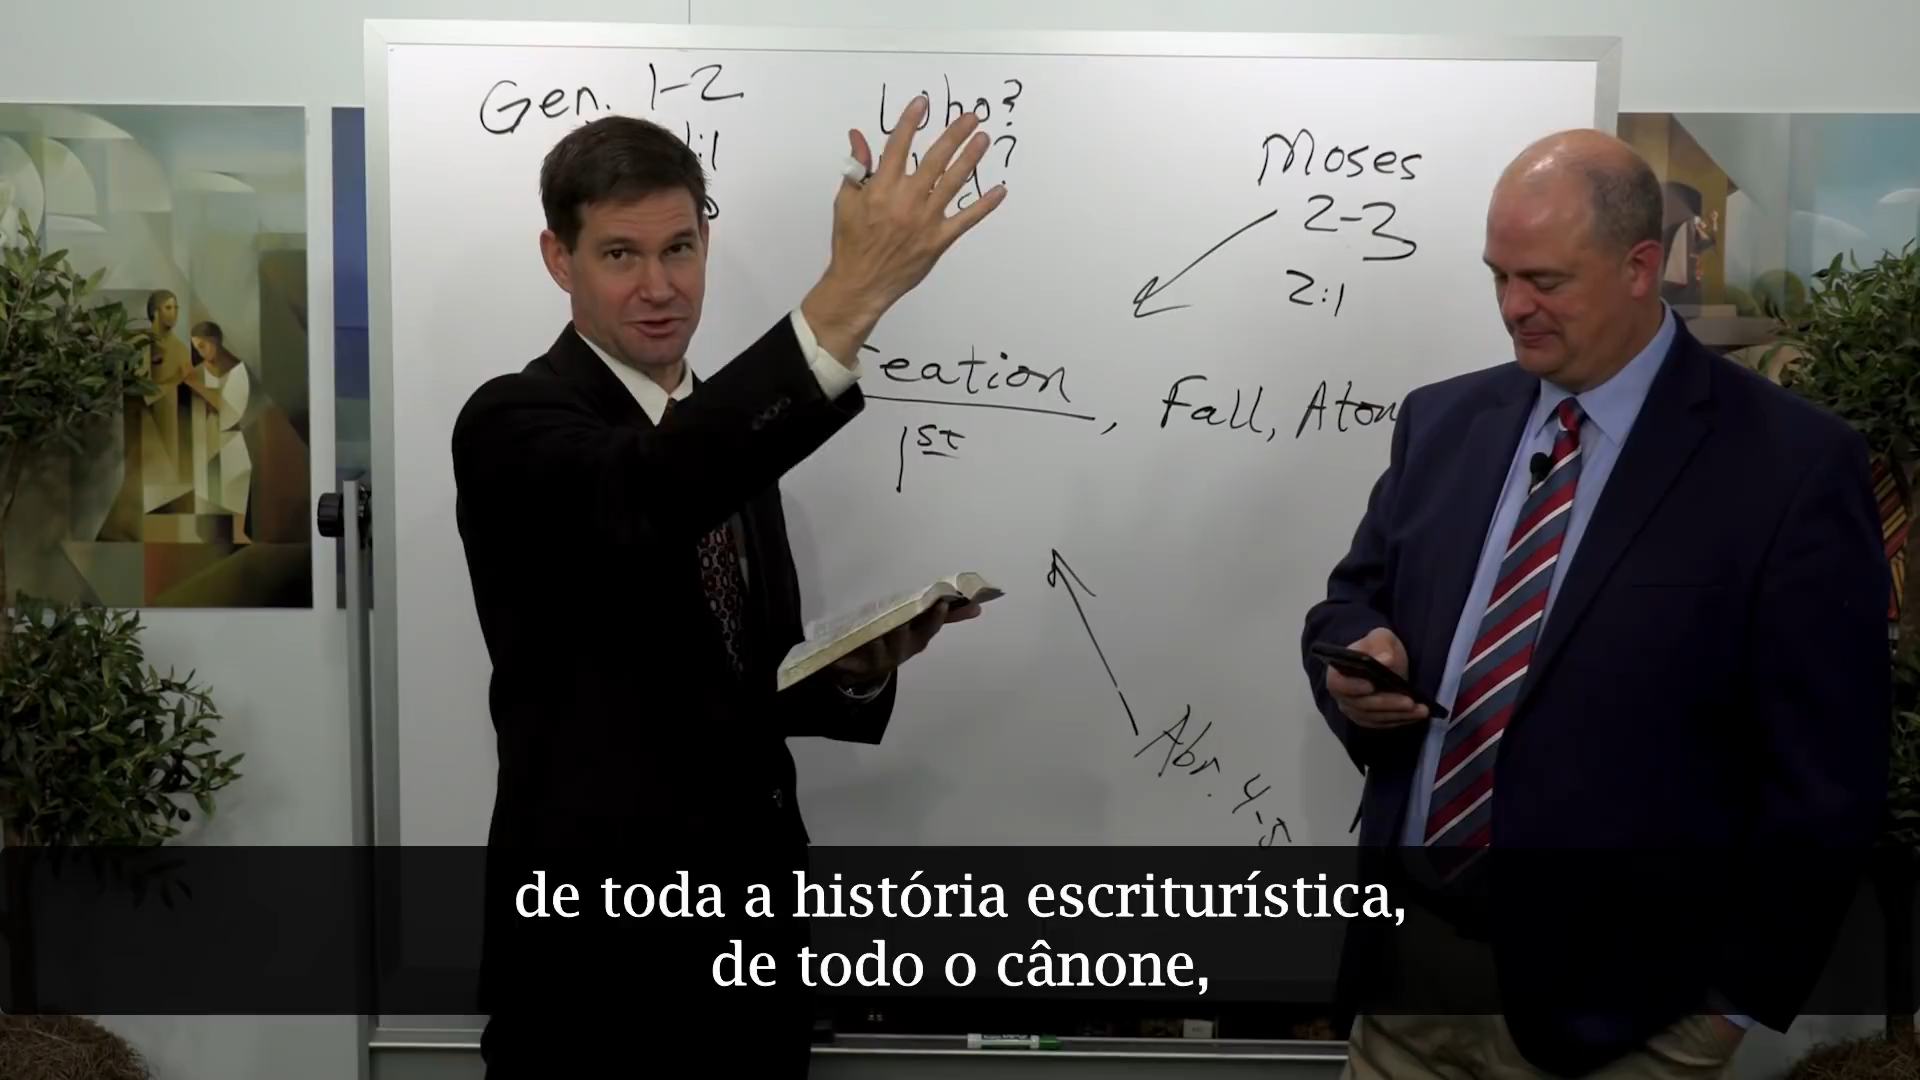 Gen. 1-2
:1
Who?
?
Moses
2-3
2:1
eation, Fall, Aton
1st
Abr. 4-5
de toda a história escriturística,
de todo o cânone,